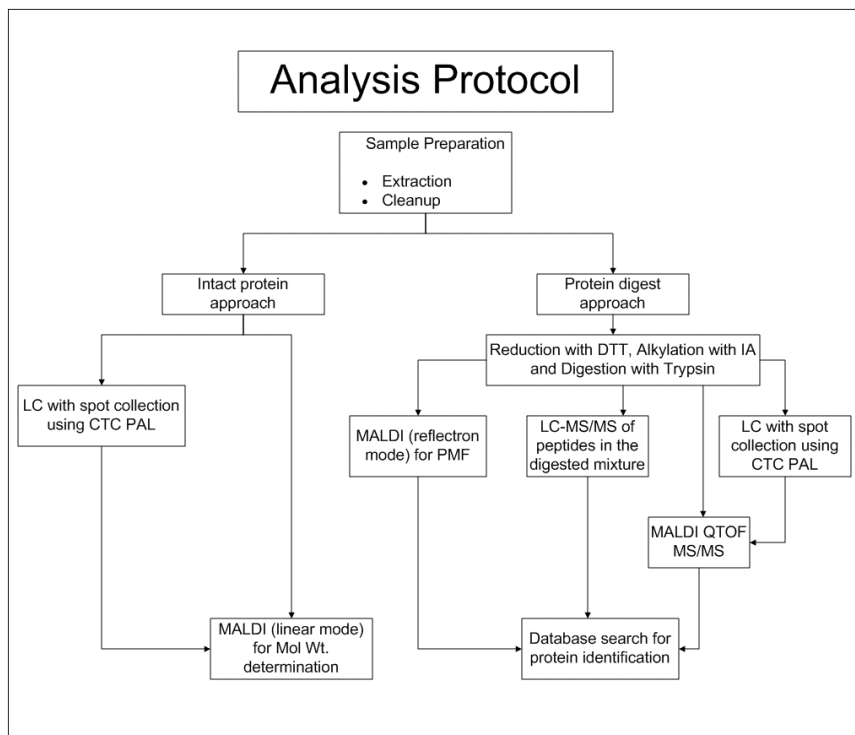 Analysis Protocol
Sample Preparation
• Extraction
• Cleanup
Intact protein
approach
Protein digest
approach
Reduction with DTT, Alkylation with IA
and Digestion with Trypsin
LC with spot collection
using CTC PAL
MALDI (reflectron
mode) for PMF
LC-MS/MS of
peptides in the
digested mixture
LC with spot
collection using
CTC PAL
MALDI QTOF
MS/MS
MALDI (linear mode)
for Mol Wt.
determination
Database search for
protein identification